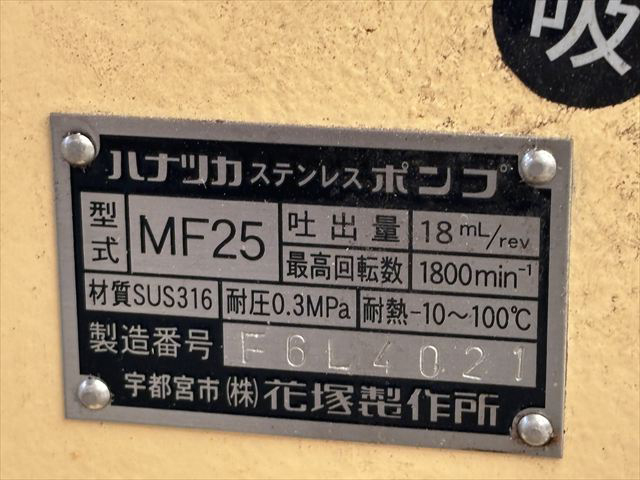 吸
ハナツカ ステンレス ポンプ
型式 MF25 吐出量 18 mL/rev
最高回転数 1800min⁻¹
材質SUS316 耐圧0.3MPa 耐熱-10～100℃
製造番号 F6L4021
宇都宮市(株)花塚製作所